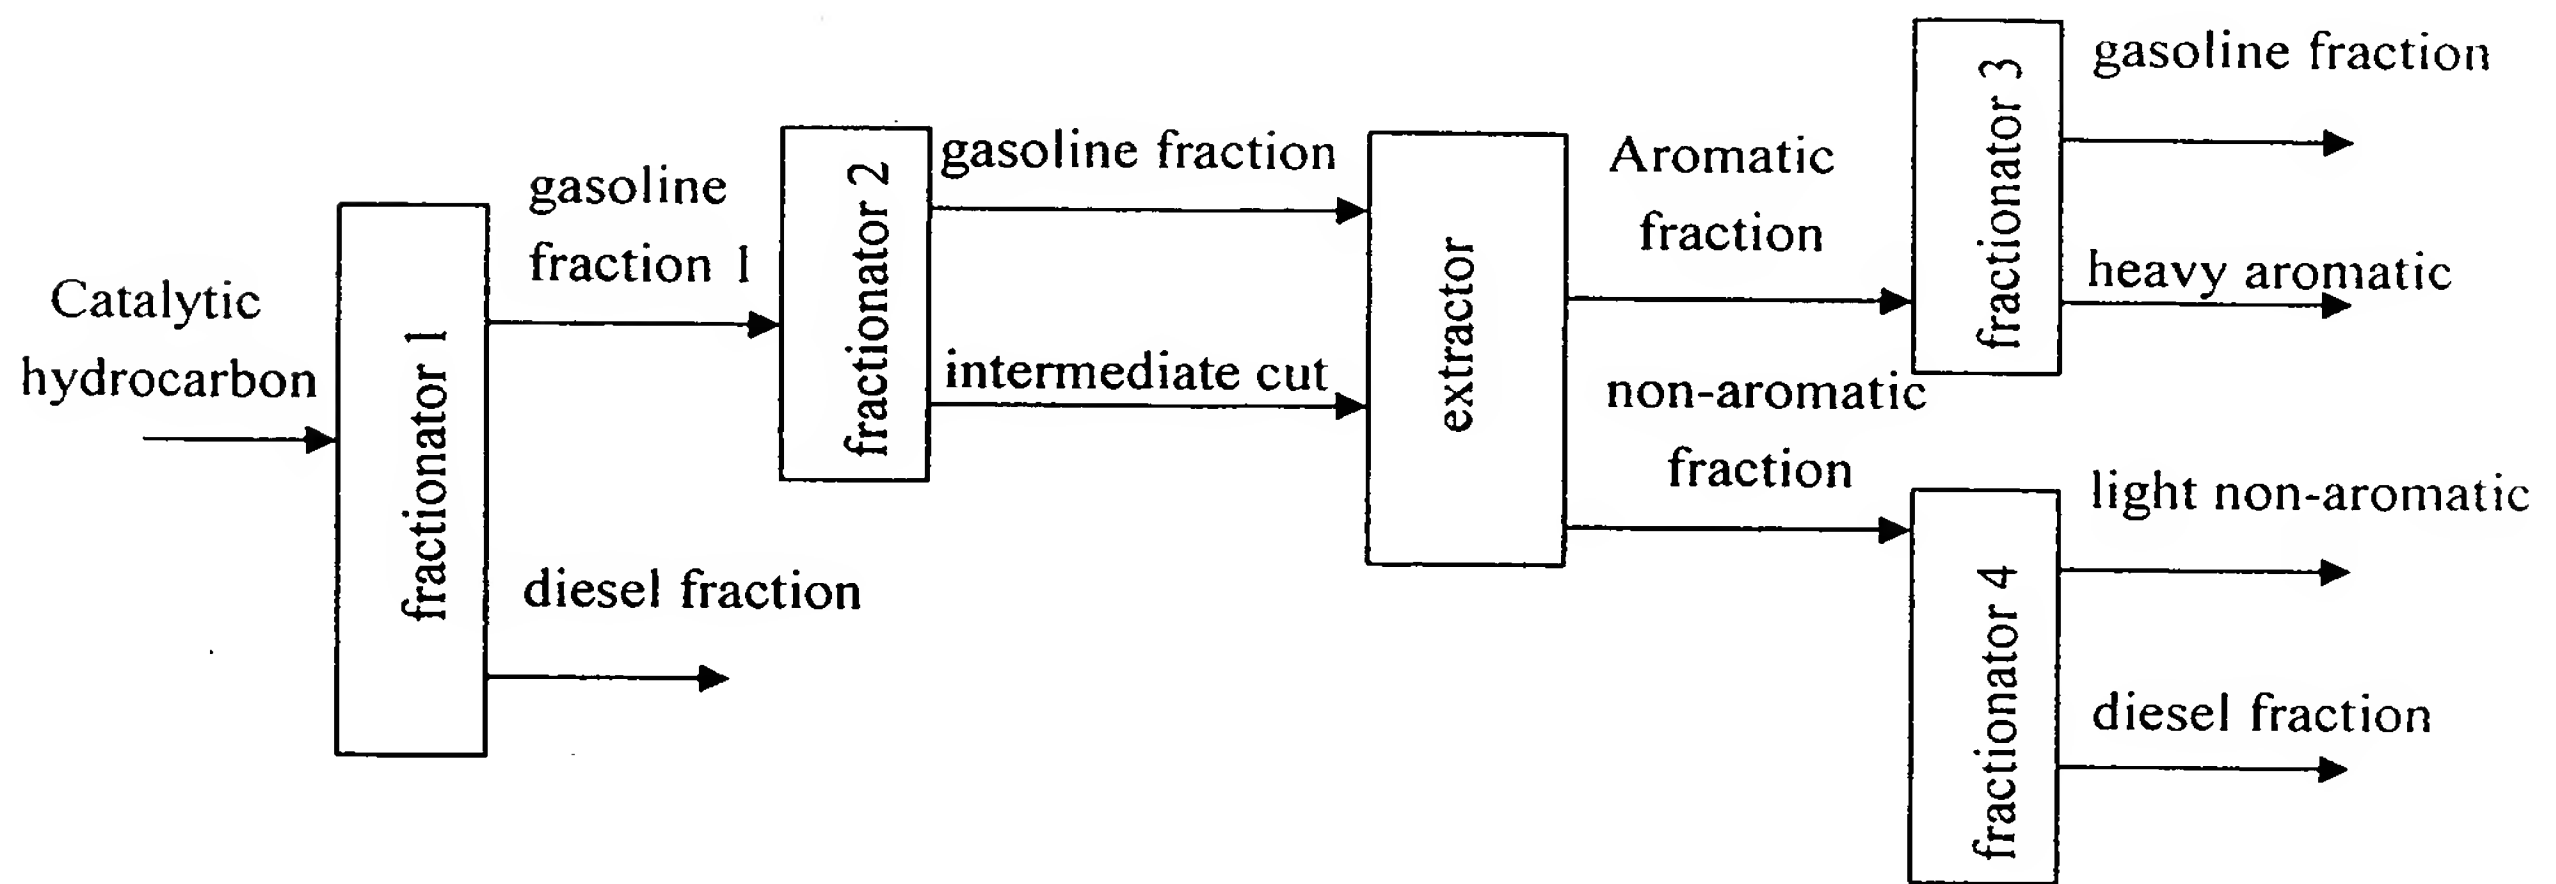 Catalytic
hydrocarbon
fractionator 1
gasoline
fraction 1
diesel fraction
fractionator 2
gasoline fraction
intermediate cut
extractor
Aromatic
fraction
non-aromatic
fraction
fractionator 3
gasoline fraction
heavy aromatic
fractionator 4
light non-aromatic
diesel fraction